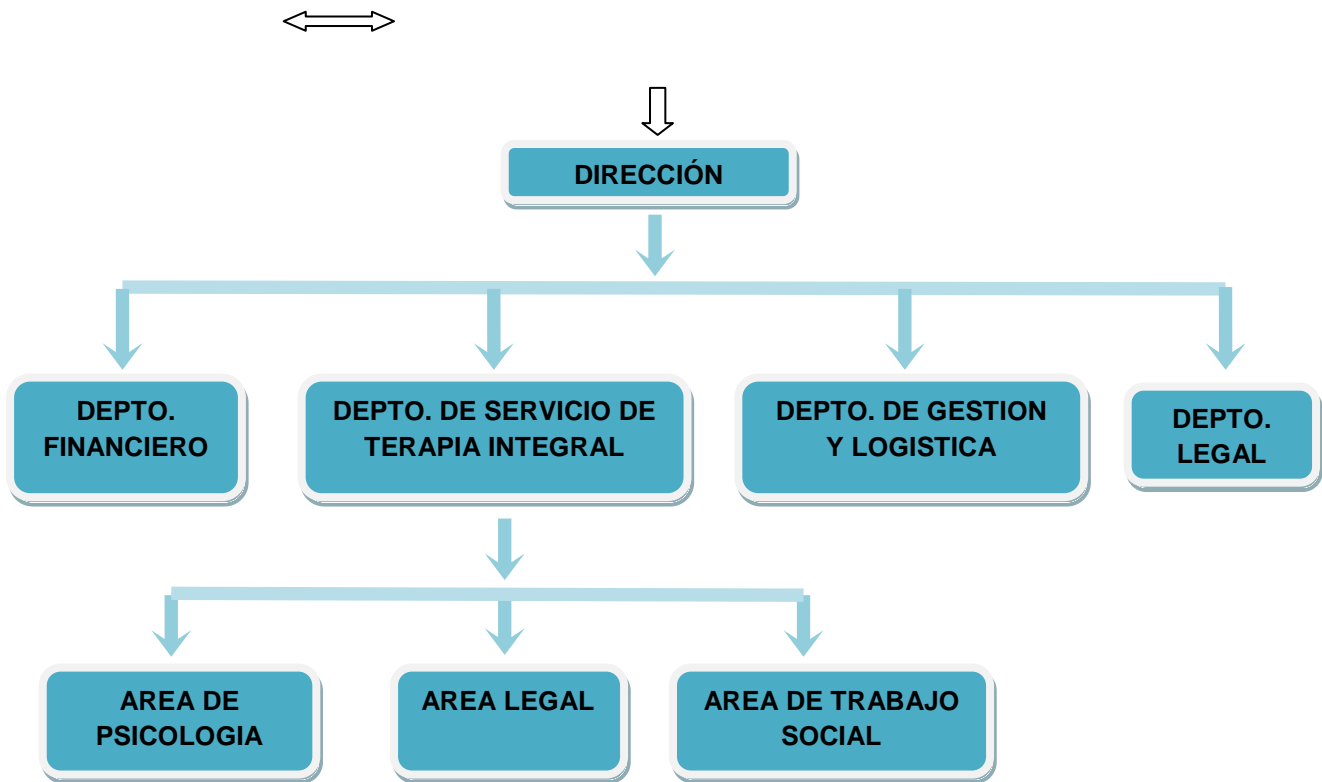 DIRECCIÓN
DEPTO.
FINANCIERO
DEPTO. DE SERVICIO DE
TERAPIA INTEGRAL
DEPTO. DE GESTION
Y LOGISTICA
DEPTO.
LEGAL
AREA DE
PSICOLOGIA
AREA LEGAL
AREA DE TRABAJO
SOCIAL